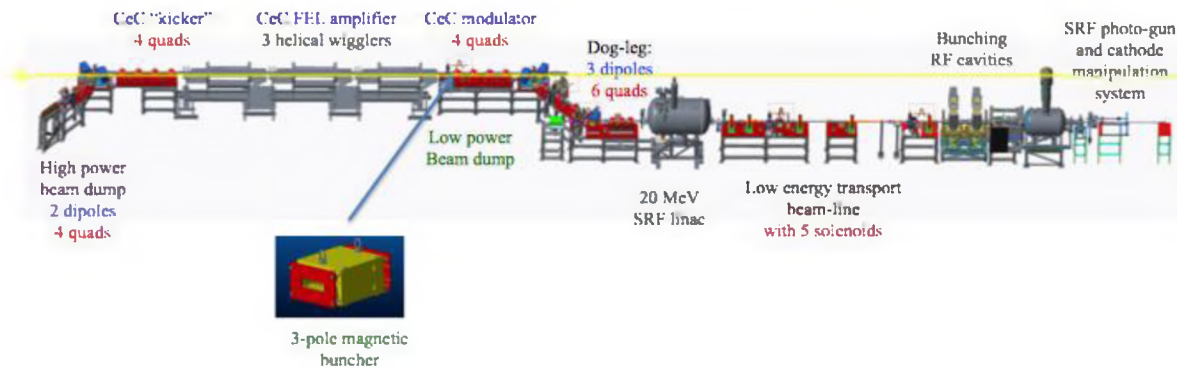 CeC “kicker”
4 quads
CeC FEL amplifier
3 helical wigglers
CeC modulator
4 quads
Dog-leg:
3 dipoles
6 quads
Bunching
RF cavities
SRF photo-gun
and cathode
manipulation
system
High power
beam dump
2 dipoles
4 quads
Low power
Beam dump
20 MeV
SRF linac
Low energy transport
beam-line
with 5 solenoids
3-pole magnetic
buncher